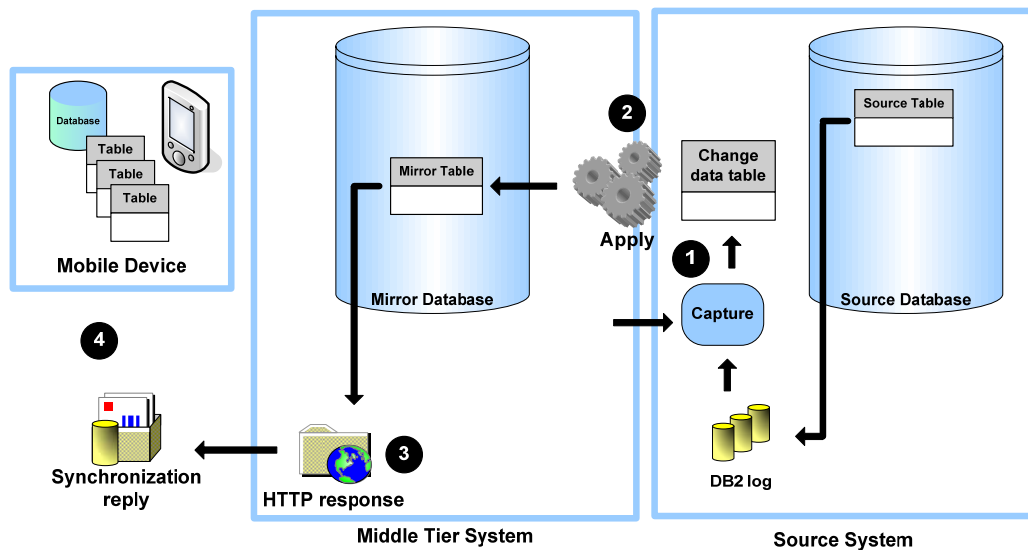 Database
Table
Table
Table
Mobile Device
4
Synchronization
reply
Mirror Table
Mirror Database
HTTP response
3
Middle Tier System
2
Apply
Change
data table
1
Capture
DB2 log
Source Table
Source Database
Source System